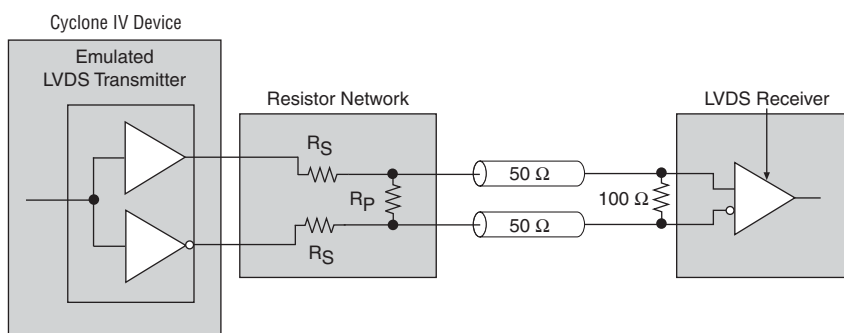 Cyclone IV Device
Emulated
LVDS Transmitter
Resistor Network
LVDS Receiver
RS
RP
RS
50 Ω
50 Ω
100 Ω